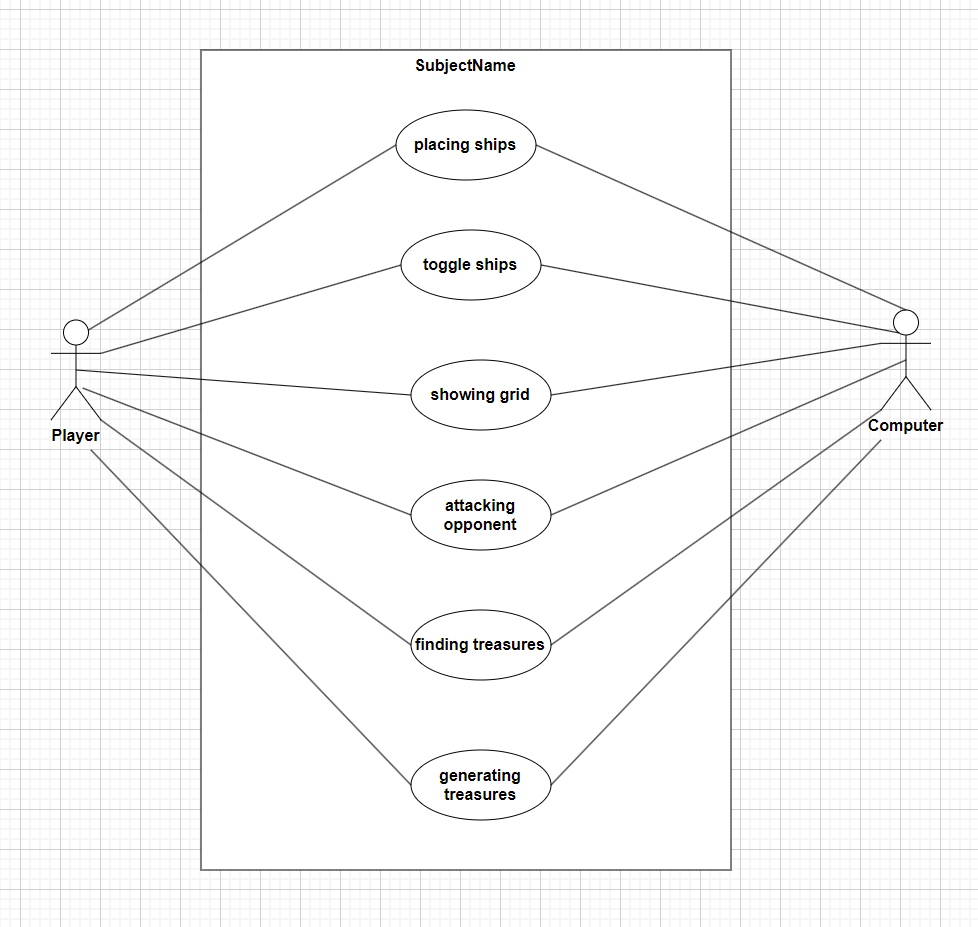 SubjectName
placing ships
toggle ships
showing grid
Player
Computer
attacking
opponent
finding treasures
generating
treasures